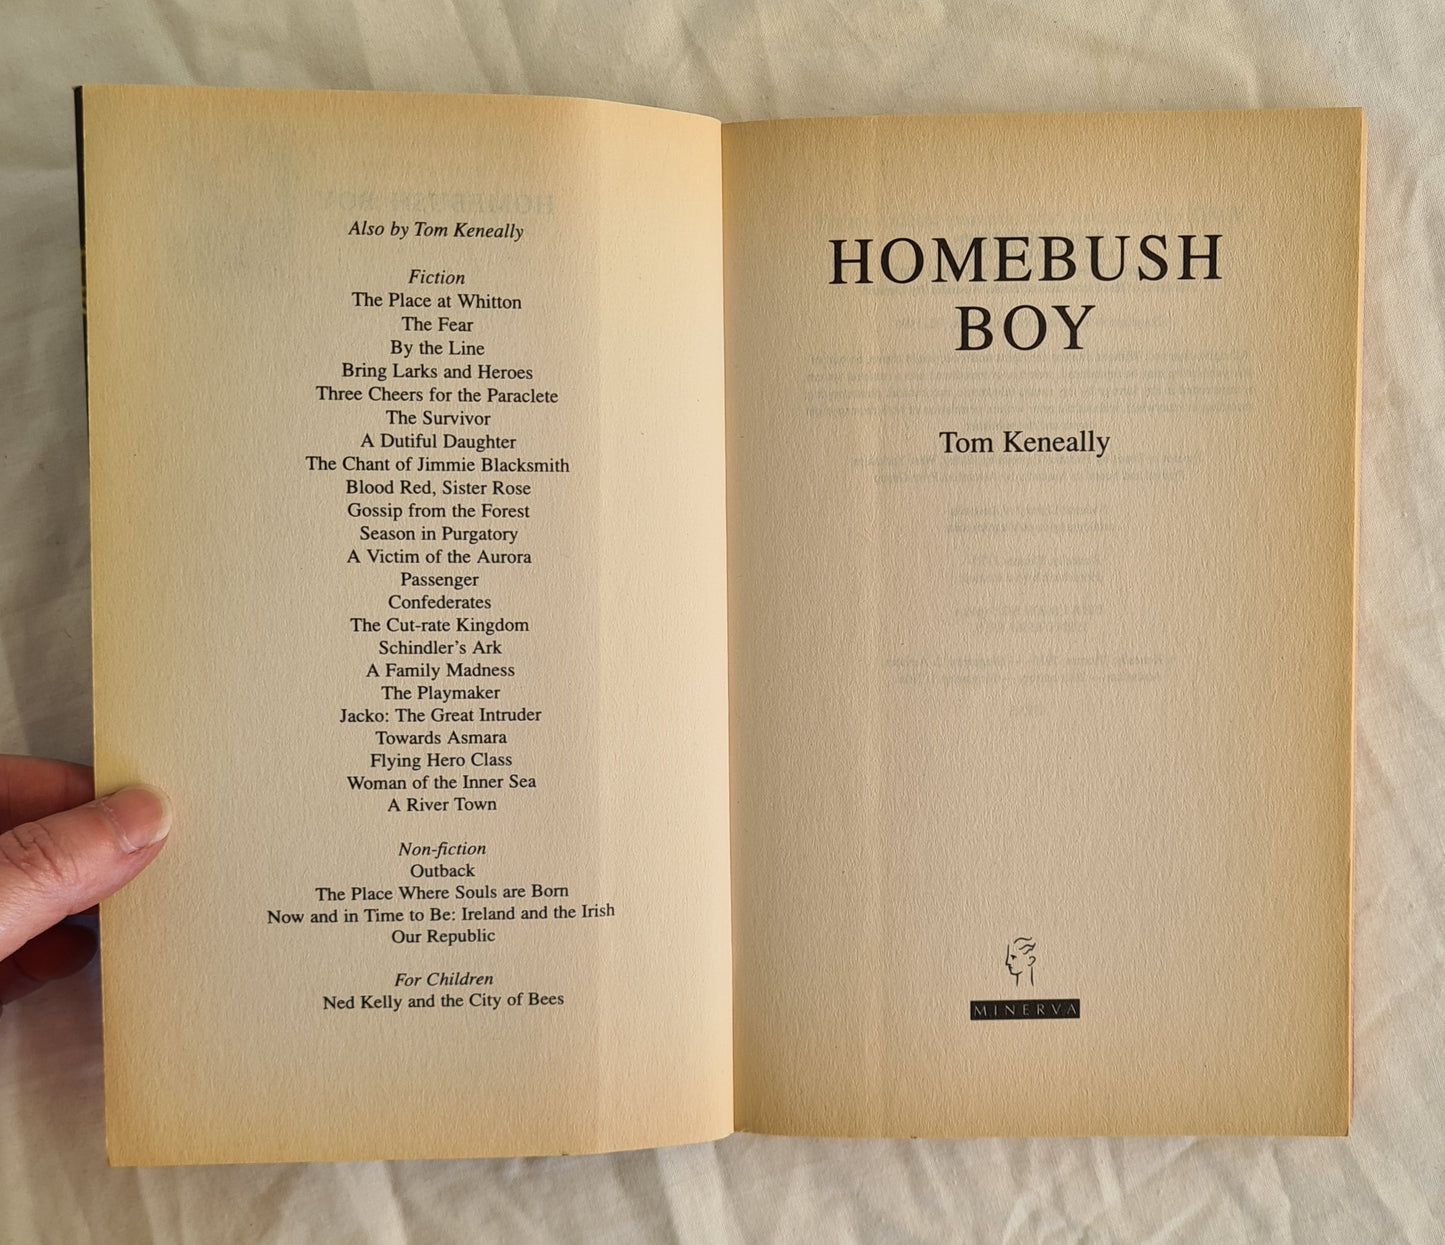 Also by Tom Keneally
Fiction
The Place at Whitton
The Fear
By the Line
Bring Larks and Heroes
Three Cheers for the Paraclete
The Survivor
A Dutiful Daughter
The Chant of Jimmie Blacksmith
Blood Red, Sister Rose
Gossip from the Forest
Season in Purgatory
A Victim of the Aurora
Passenger
Confederates
The Cut-rate Kingdom
Schindler's Ark
A Family Madness
The Playmaker
Jacko: The Great Intruder
Towards Asmara
Flying Hero Class
Woman of the Inner Sea
A River Town
Non-fiction
Outback
The Place Where Souls are Born
Now and in Time to Be: Ireland and the Irish
Our Republic
For Children
Ned Kelly and the City of Bees
HOMEBUSH
BOY
Tom Keneally
MINERVA